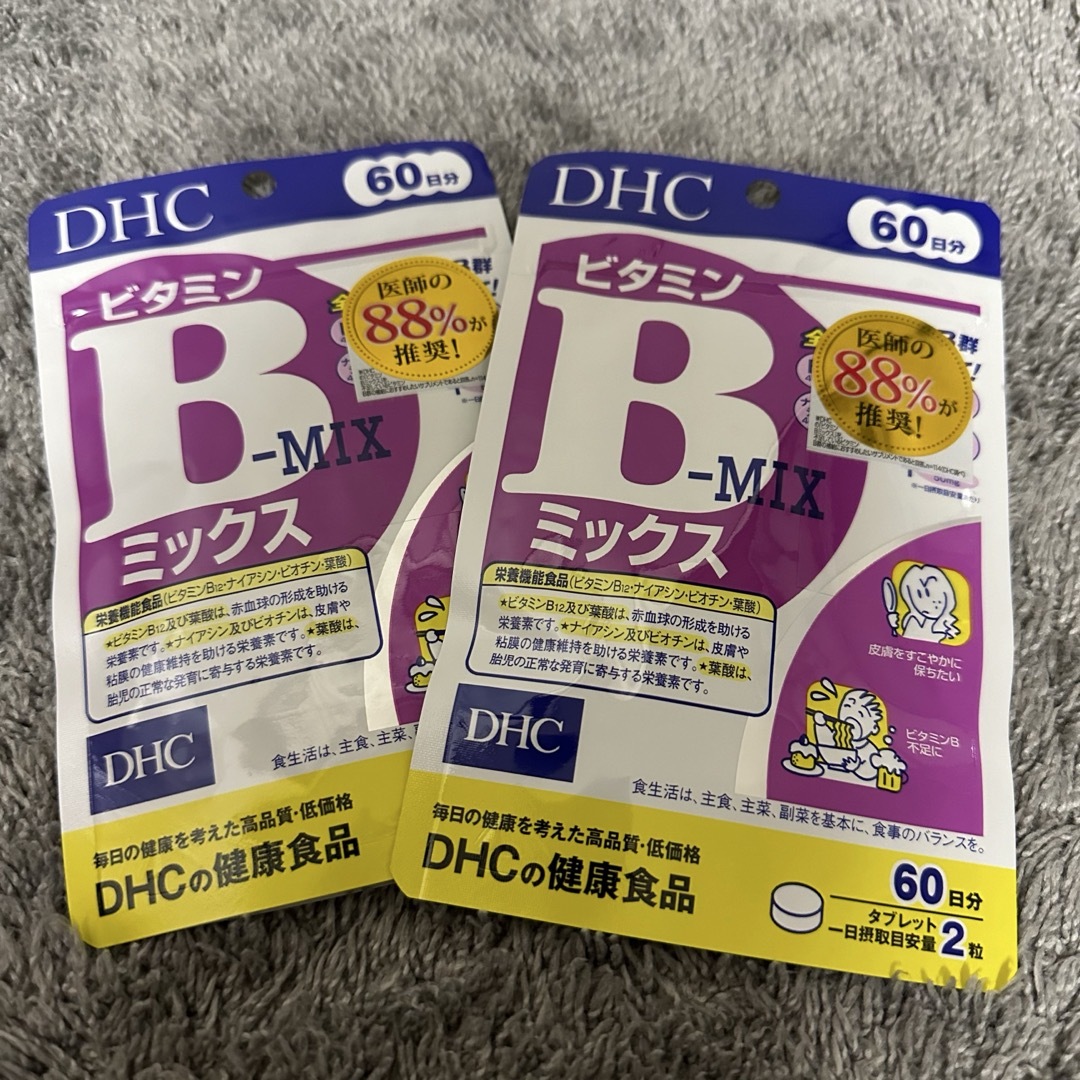 DHC
60日分
ビタミン
B
-MIX
ミックス
B群
医師の
88%が
推奨!
栄養機能食品(ビタミンB12・ナイアシン・ビオチン・葉酸)
★ビタミンB12及び葉酸は、赤血球の形成を助ける
栄養素です。★ナイアシン及びビオチンは、皮膚や
粘膜の健康維持を助ける栄養素です。★葉酸は、
胎児の正常な発育に寄与する栄養素です。
DHC
食生活は、主食、主菜、
毎日の健康を考えた高品質・低価格
DHCの健康食品
DHC
60日分
ビタミン
B
-MIX
ミックス
群
医師の
88%が
推奨!
栄養機能食品(ビタミンB12・ナイアシン・ビオチン・葉酸)
★ビタミンB12及び葉酸は、赤血球の形成を助ける
栄養素です。★ナイアシン及びビオチンは、皮膚や
粘膜の健康維持を助ける栄養素です。★葉酸は、
胎児の正常な発育に寄与する栄養素です。
皮膚をすこやかに
保ちたい
ビタミンB
不足に
DHC
食生活は、主食、主菜、副菜を基本に、食事のバランスを。
毎日の健康を考えた高品質・低価格
DHCの健康食品
60日分
タブレット
一日摂取目安量2粒